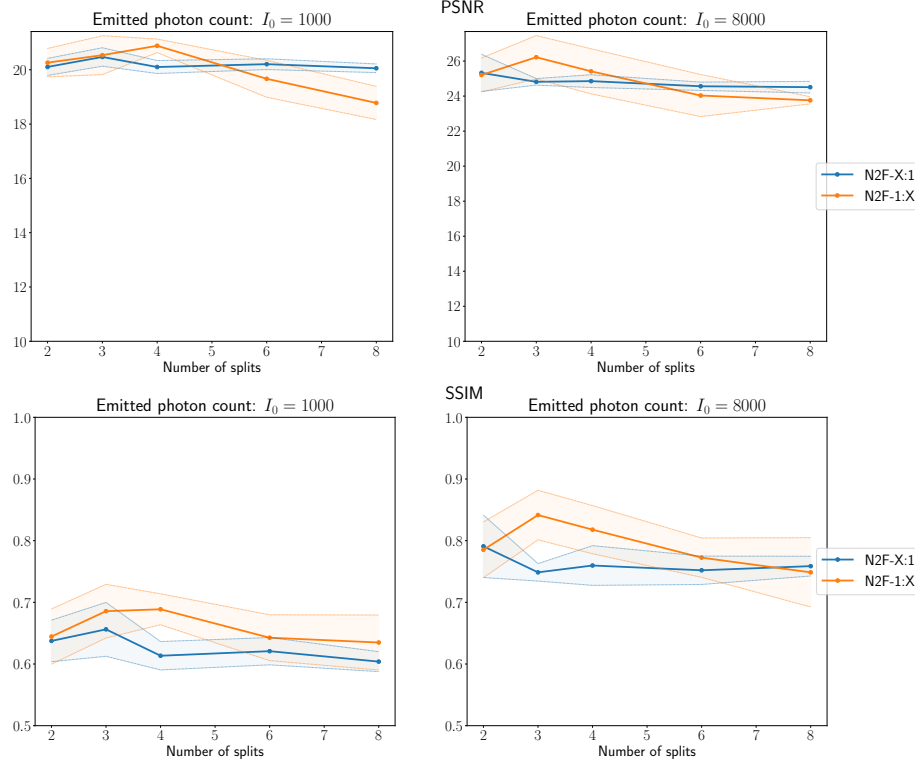 PSNR
Emitted photon count: I₀ = 1000
Emitted photon count: I₀ = 8000
20
18
16
14
12
10
2 3 4 5 6 7 8
Number of splits
26
24
22
20
18
16
14
12
10
2 3 4 5 6 7 8
Number of splits
N2F-X:1
N2F-1:X
SSIM
Emitted photon count: I₀ = 1000
Emitted photon count: I₀ = 8000
1.0
0.9
0.8
0.7
0.6
0.5
2 3 4 5 6 7 8
Number of splits
1.0
0.9
0.8
0.7
0.6
0.5
2 3 4 5 6 7 8
Number of splits
N2F-X:1
N2F-1:X